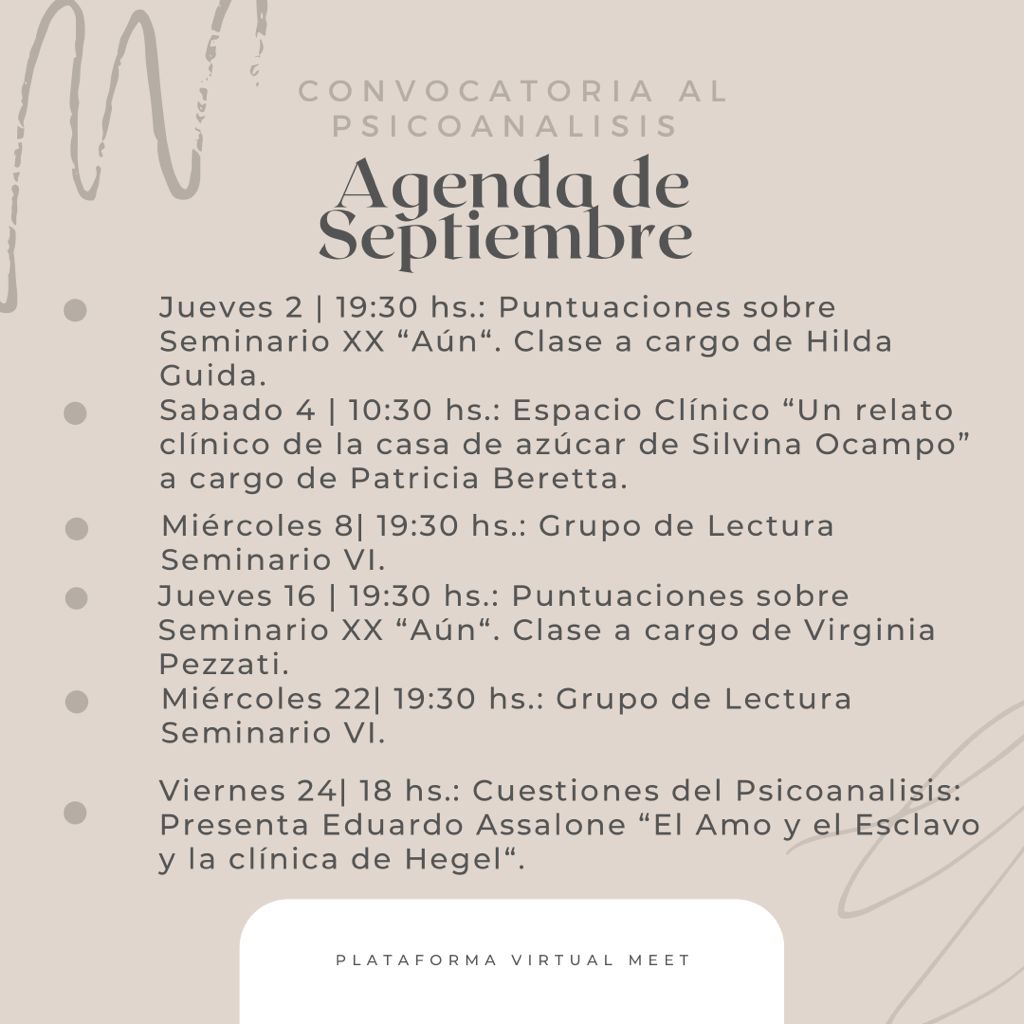 CONVOCATORIA AL
PSICOANALISIS
Agenda de
Septiembre
Jueves 2 | 19:30 hs.: Puntuaciones sobre
Seminario XX “Aún“. Clase a cargo de Hilda
Guida.
Sabado 4 | 10:30 hs.: Espacio Clínico “Un relato
clínico de la casa de azúcar de Silvina Ocampo”
a cargo de Patricia Beretta.
Miércoles 8| 19:30 hs.: Grupo de Lectura
Seminario VI.
Jueves 16 | 19:30 hs.: Puntuaciones sobre
Seminario XX “Aún“. Clase a cargo de Virginia
Pezzati.
Miércoles 22| 19:30 hs.: Grupo de Lectura
Seminario VI.
Viernes 24| 18 hs.: Cuestiones del Psicoanalisis:
Presenta Eduardo Assalone “El Amo y el Esclavo
y la clínica de Hegel“.
PLATAFORMA VIRTUAL MEET